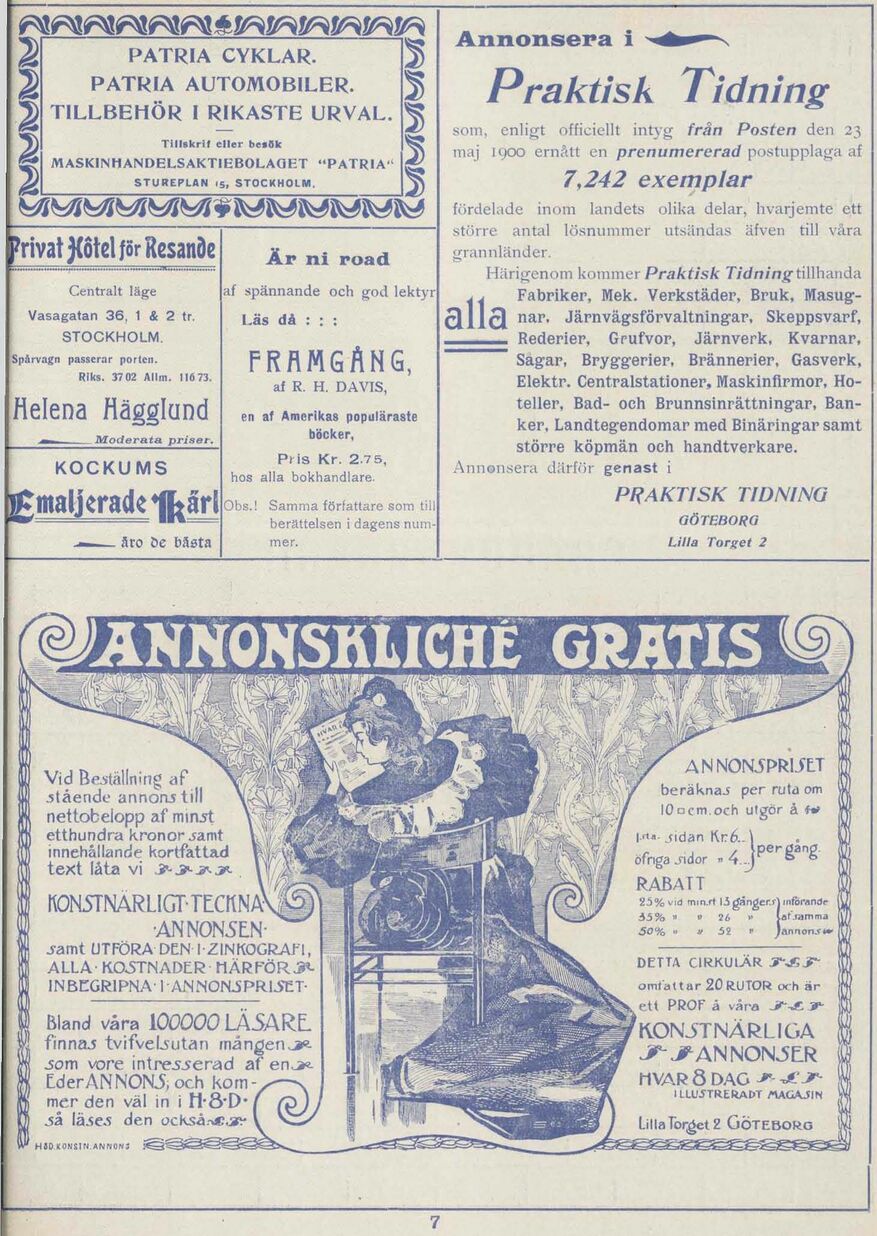 PATRIA CYKLAR.
PATRIA AUTOMOBILER.
TILLBEHÖR I RIKASTE URVAL.
Tillskrif eller besök
MASKINHANDELSAKTIEBOLAGET "PATRIA"
STUREPLAN 15, STOCKHOLM.
Privat Hôtel för Resande
Centralt läge
Vasagatan 36, 1 & 2 tr.
STOCKHOLM.
Spårvagn passerar porten.
Riks. 37 02 Allm. 116 73.
Helena Hägglund
Moderata priser.
KOCKUMS
Emaljerade kärl
äro de bästa
Är ni road
af spännande och god lektyr
Läs då : : :
FRAMGÅNG,
af R. H. DAVIS,
en af Amerikas populäraste
böcker,
Pris Kr. 2.75,
hos alla bokhandlare.
Obs.! Samma författare som till
berättelsen i dagens num-
mer.
Annonsera i
Praktisk Tidning
som, enligt officiellt intyg från Posten den 23
maj 1900 ernått en prenumererad postupplaga af
7,242 exemplar
fördelade inom landets olika delar, hvarjemte ett
större antal lösnummer utsändas äfven till våra
grannländer.
Härigenom kommer Praktisk Tidning tillhanda
alla Fabriker, Mek. Verkstäder, Bruk, Masug-
nar, Järnvägsförvaltningar, Skeppsvarf,
Rederier, Grufvor, Järnverk, Kvarnar,
Sågar, Bryggerier, Brännerier, Gasverk,
Elektr. Centralstationer, Maskinfirmor, Ho-
teller, Bad- och Brunnsinrättningar, Ban-
ker, Landtegendomar med Binäringar samt
större köpmän och handtverkare.
Annonsera därför genast i
PRAKTISK TIDNING
GÖTEBORG
Lilla Torget 2
ANNONSKLICHÉ GRATIS
HVAR 8
Vid Beställning af
stående annons till
nettobelopp af minst
etthundra kronor samt
innehållande kortfattad
text låta vi
KONSTNÄRLIGT·TECKNA·
·ANNONSEN·
samt UTFÖRA·DEN·I·ZINKOGRAFI,
ALLA·KOSTNADER·HÄRFÖR
INBEGRIPNA·I·ANNONSPRISET·
Bland våra 100000 LÄSARE
finnas tvifvelsutan mången
som vore intresserad af en
Eder ANNONS, och kom-
mer den väl in i H·8·D·
så läses den också.
H8D.KONSTN.ANNONS
ANNONSPRISET
beräknas per ruta om
10□cm. och utgör å
1sta. sidan Kr. 6.. } per gång.
öfriga sidor " 4..
RABATT
25% vid minst 13 gånger } införande
35% " " 26 " af samma
50% " " 52 " annons
DETTA CIRKULÄR
omfattar 20 RUTOR och är
ett PROF å våra
KONSTNÄRLIGA
ANNONSER
HVAR 8 DAG
ILLUSTRERADT MAGASIN
Lilla Torget 2 GÖTEBORG
7